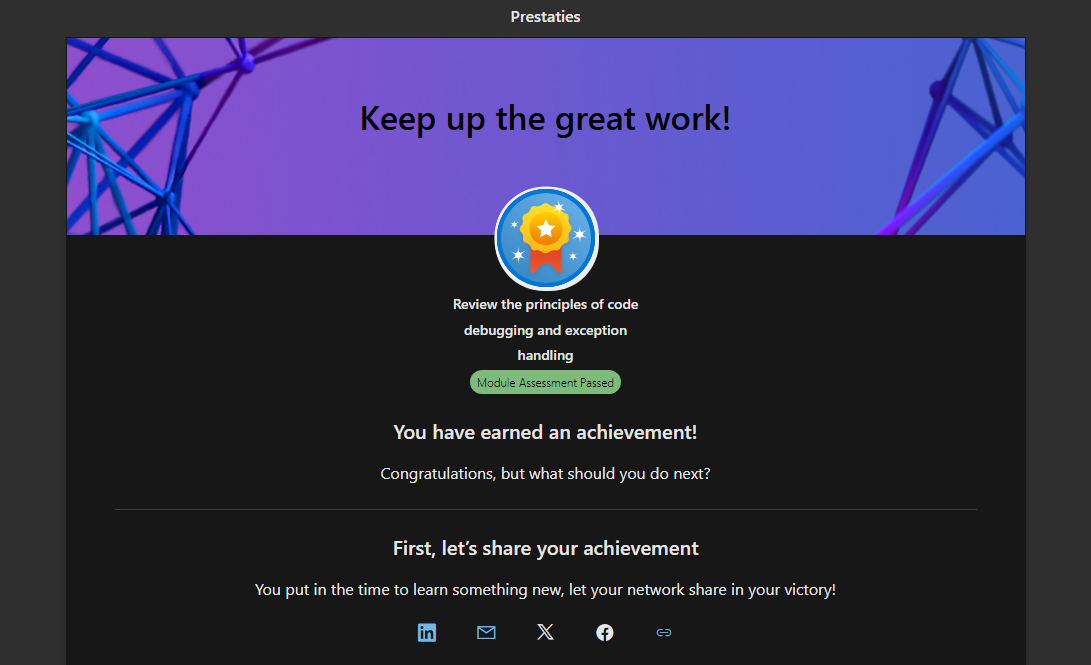 Prestaties
Keep up the great work!
Review the principles of code
debugging and exception
handling
Module Assessment Passed
You have earned an achievement!
Congratulations, but what should you do next?
First, let’s share your achievement
You put in the time to learn something new, let your network share in your victory!